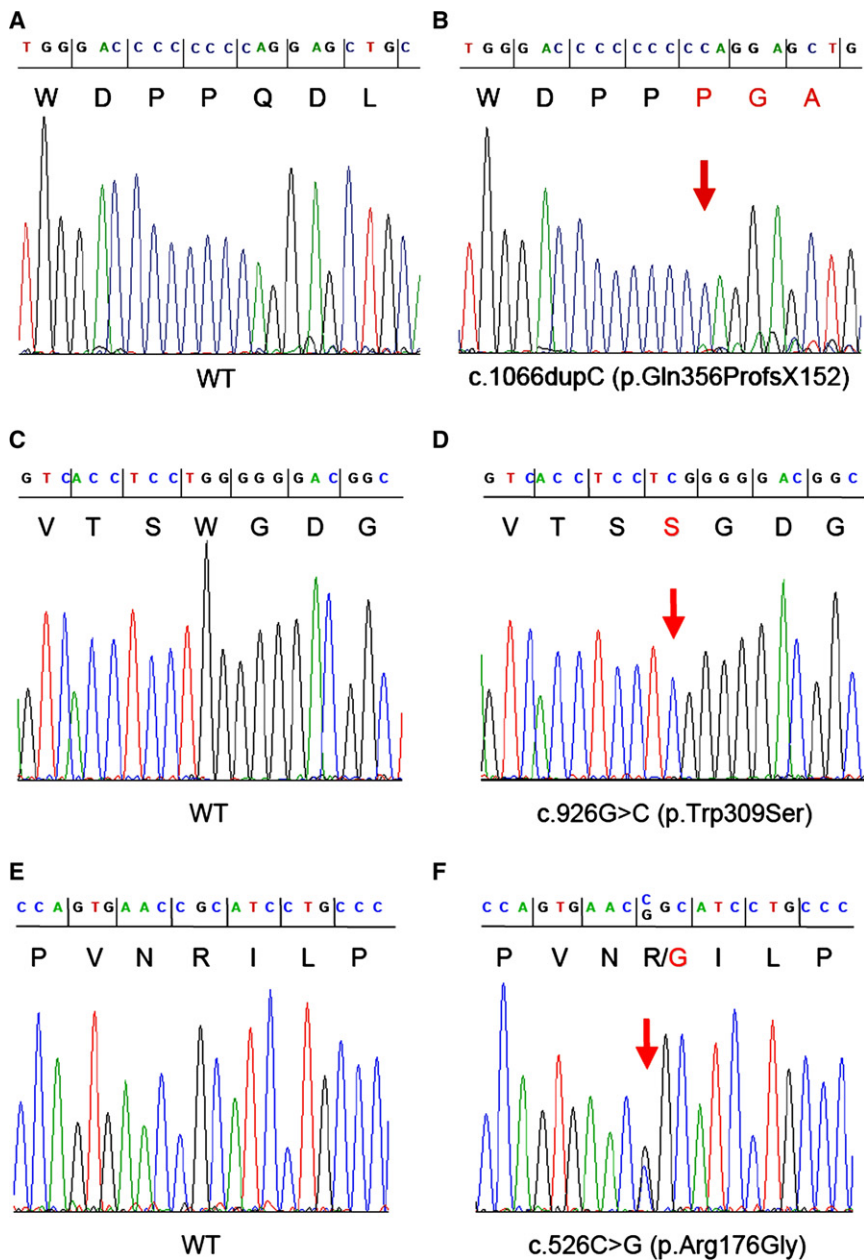 A
T G G G A C C C C C C C C A G G A G C T G C
W D P P Q D L
WT
B
T G G G A C C C C C C C C C A G G A G C T G
W D P P P G A
c.1066dupC (p.Gln356ProfsX152)
C
G T C A C C T C C T G G G G G G A C G G C
V T S W G D G
WT
D
G T C A C C T C C T C G G G G G A C G G C
V T S S G D G
c.926G>C (p.Trp309Ser)
E
C C A G T G A A C C G C A T C C T G C C C
P V N R I L P
WT
F
C C A G T G A A C C G G C A T C C T G C C C
P V N R/G I L P
c.526C>G (p.Arg176Gly)